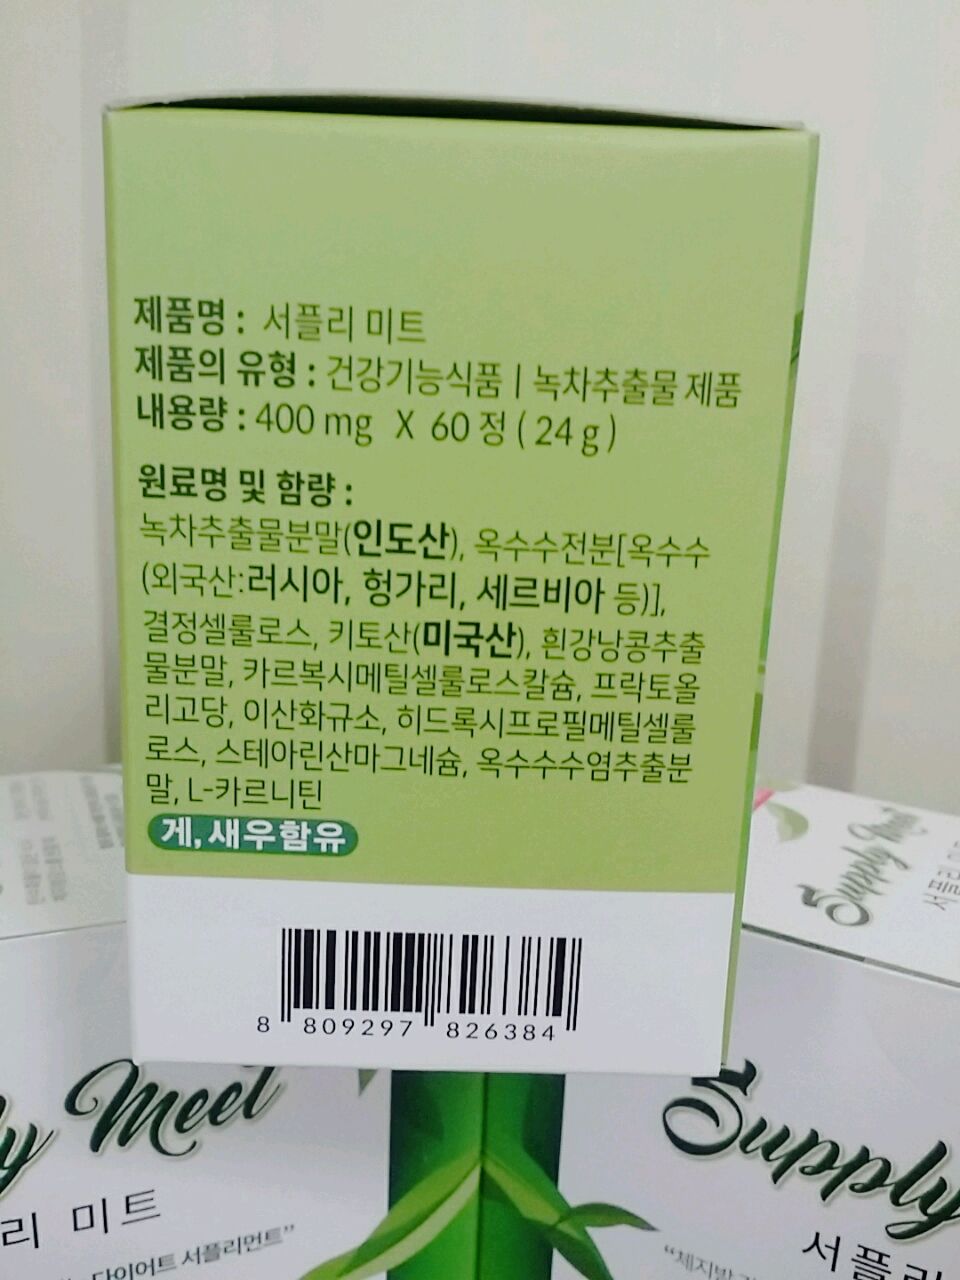 제품명 : 서플리 미트
제품의 유형 : 건강기능식품 | 녹차추출물 제품
내용량 : 400 mg X 60 정 ( 24 g )
원료명 및 함량 :
녹차추출물분말(인도산), 옥수수전분[옥수수
(외국산:러시아, 헝가리, 세르비아 등)],
결정셀룰로스, 키토산(미국산), 흰강낭콩추출
물분말, 카르복시메틸셀룰로스칼슘, 프락토올
리고당, 이산화규소, 히드록시프로필메틸셀룰
로스, 스테아린산마그네슘, 옥수수수염추출분
말, L-카르니틴
게, 새우함유
8 809297 826384
Supply Meet
서플리
ly Meet
리 미트
다이어트 서플리먼트"
Supply
서플리
"체지방